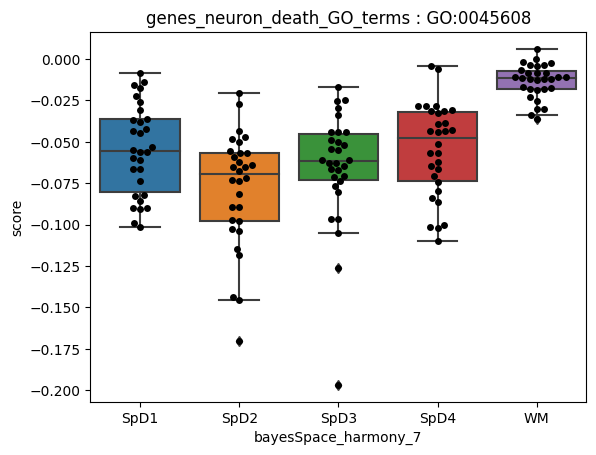 genes_neuron_death_GO_terms : GO:0045608
score
0.000
−0.025
−0.050
−0.075
−0.100
−0.125
−0.150
−0.175
−0.200
SpD1 SpD2 SpD3 SpD4 WM
bayesSpace_harmony_7